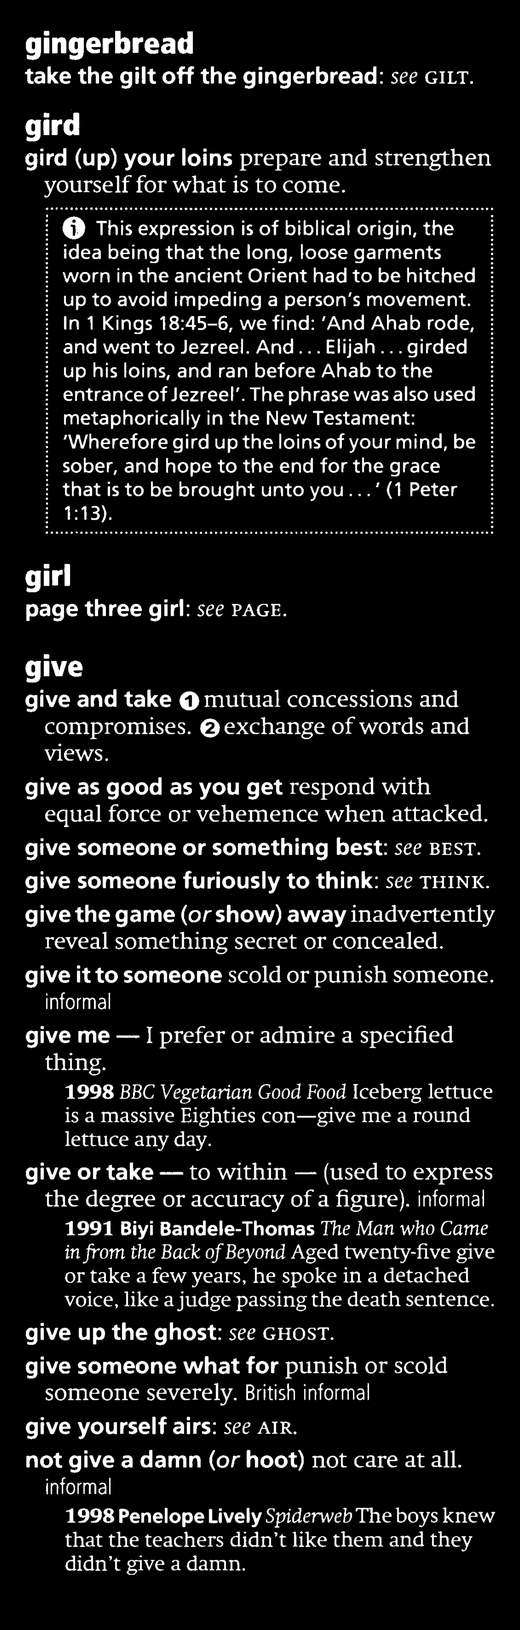 gingerbread
take the gilt off the gingerbread: see GILT.
gird
gird (up) your loins prepare and strengthen
yourself for what is to come.
i This expression is of biblical origin, the
idea being that the long, loose garments
worn in the ancient Orient had to be hitched
up to avoid impeding a person's movement.
In 1 Kings 18:45–6, we find: 'And Ahab rode,
and went to Jezreel. And ... Elijah ... girded
up his loins, and ran before Ahab to the
entrance of Jezreel'. The phrase was also used
metaphorically in the New Testament:
'Wherefore gird up the loins of your mind, be
sober, and hope to the end for the grace
that is to be brought unto you ... ' (1 Peter
1:13).
girl
page three girl: see PAGE.
give
give and take ❶ mutual concessions and
compromises. ❷ exchange of words and
views.
give as good as you get respond with
equal force or vehemence when attacked.
give someone or something best: see BEST.
give someone furiously to think: see THINK.
give the game (or show) away inadvertently
reveal something secret or concealed.
give it to someone scold or punish someone.
informal
give me — I prefer or admire a specified
thing.
1998 BBC Vegetarian Good Food Iceberg lettuce
is a massive Eighties con—give me a round
lettuce any day.
give or take — to within — (used to express
the degree or accuracy of a figure). informal
1991 Biyi Bandele-Thomas The Man who Came
in from the Back of Beyond Aged twenty-five give
or take a few years, he spoke in a detached
voice, like a judge passing the death sentence.
give up the ghost: see GHOST.
give someone what for punish or scold
someone severely. British informal
give yourself airs: see AIR.
not give a damn (or hoot) not care at all.
informal
1998 Penelope Lively Spiderweb The boys knew
that the teachers didn't like them and they
didn't give a damn.